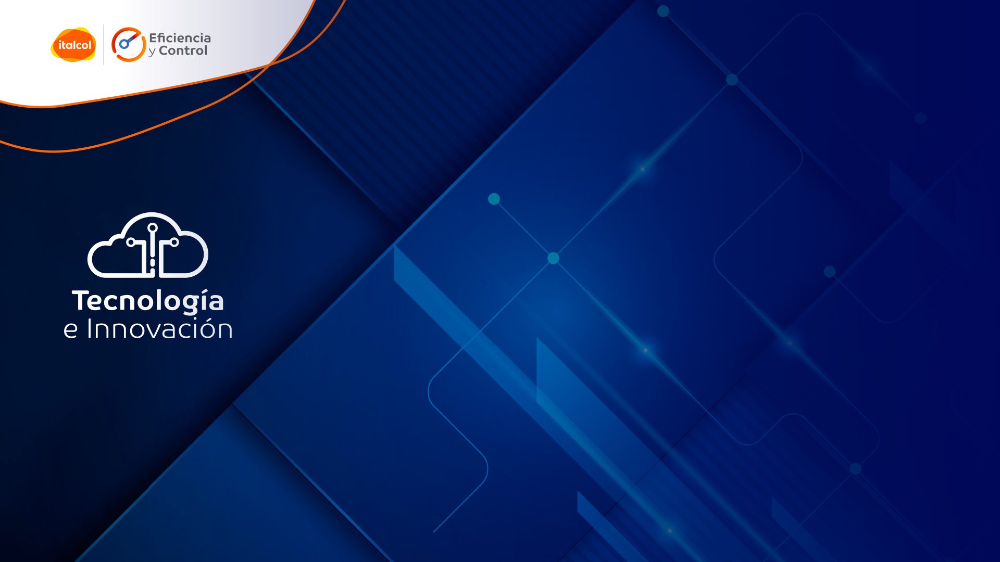 italcol
Eficiencia
y Control
Tecnología
e Innovación